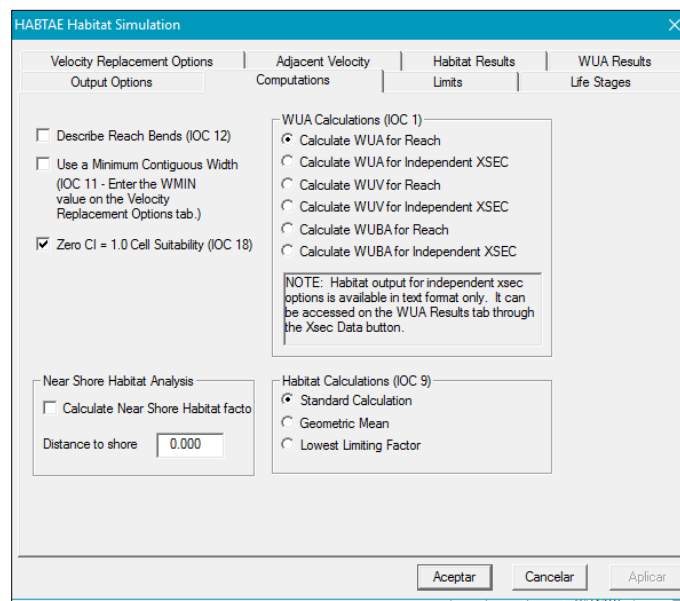 HABTAE Habitat Simulation
Velocity Replacement Options
Adjacent Velocity
Habitat Results
WUA Results
Output Options
Computations
Limits
Life Stages
Describe Reach Bends (IOC 12)
Use a Minimum Contiguous Width
(IOC 11 - Enter the WMIN
value on the Velocity
Replacement Options tab.)
Zero CI = 1.0 Cell Suitability (IOC 18)
WUA Calculations (IOC 1)
Calculate WUA for Reach
Calculate WUA for Independent XSEC
Calculate WUV for Reach
Calculate WUV for Independent XSEC
Calculate WUBA for Reach
Calculate WUBA for Independent XSEC
NOTE: Habitat output for independent xsec
options is available in text format only. It can
be accessed on the WUA Results tab through
the Xsec Data button.
Near Shore Habitat Analysis
Calculate Near Shore Habitat facto
Distance to shore 0.000
Habitat Calculations (IOC 9)
Standard Calculation
Geometric Mean
Lowest Limiting Factor
Aceptar
Cancelar
Aplicar